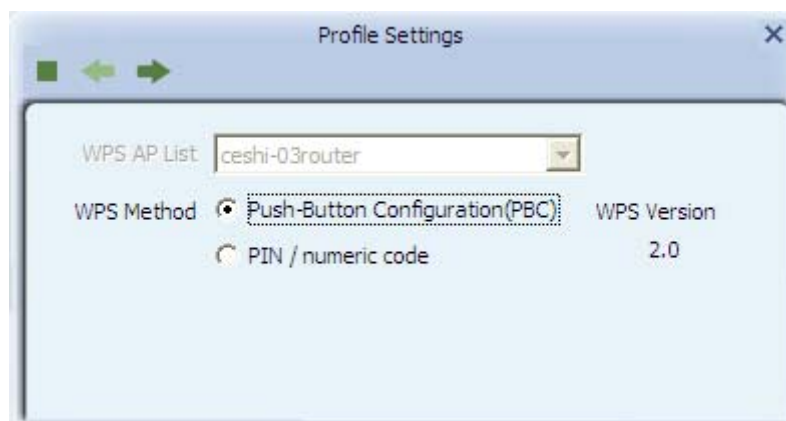 Profile Settings
WPS AP List ceshi-03router
WPS Method Push-Button Configuration(PBC) WPS Version
PIN / numeric code 2.0